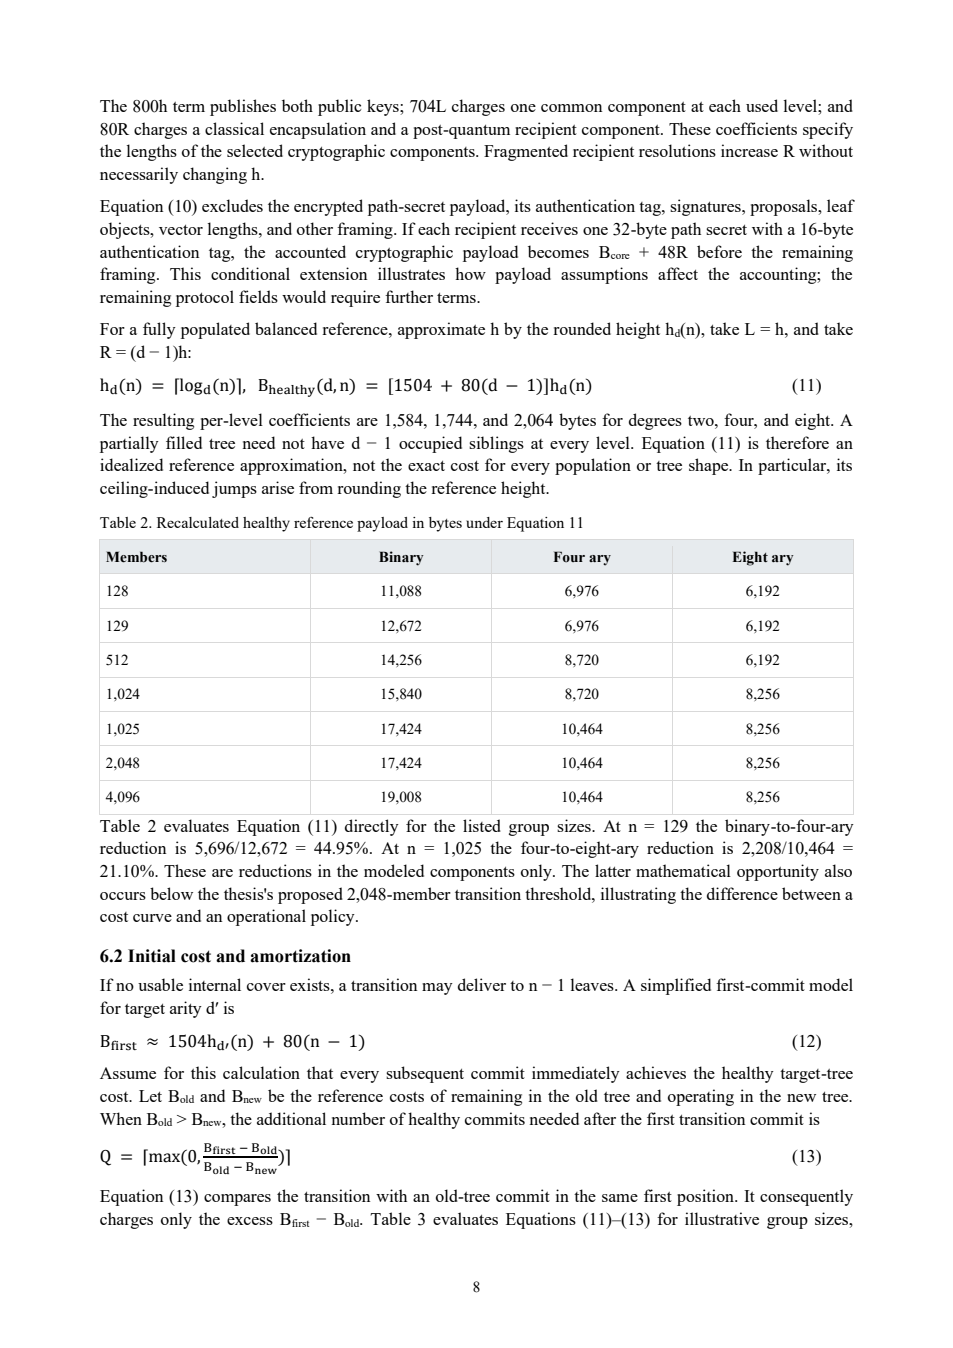 The 800h term publishes both public keys; 704L charges one common component at each used level; and
80R charges a classical encapsulation and a post-quantum recipient component. These coefficients specify
the lengths of the selected cryptographic components. Fragmented recipient resolutions increase R without
necessarily changing h.
Equation (10) excludes the encrypted path-secret payload, its authentication tag, signatures, proposals, leaf
objects, vector lengths, and other framing. If each recipient receives one 32-byte path secret with a 16-byte
authentication tag, the accounted cryptographic payload becomes Bcore + 48R before the remaining
framing. This conditional extension illustrates how payload assumptions affect the accounting; the
remaining protocol fields would require further terms.
For a fully populated balanced reference, approximate h by the rounded height hd(n), take L = h, and take
R = (d − 1)h:
hd(n) = ⌈logd(n)⌉, Bhealthy(d, n) = [1504 + 80(d − 1)]hd(n) (11)
The resulting per-level coefficients are 1,584, 1,744, and 2,064 bytes for degrees two, four, and eight. A
partially filled tree need not have d − 1 occupied siblings at every level. Equation (11) is therefore an
idealized reference approximation, not the exact cost for every population or tree shape. In particular, its
ceiling-induced jumps arise from rounding the reference height.
Table 2. Recalculated healthy reference payload in bytes under Equation 11
Members Binary Four ary Eight ary
128 11,088 6,976 6,192
129 12,672 6,976 6,192
512 14,256 8,720 6,192
1,024 15,840 8,720 8,256
1,025 17,424 10,464 8,256
2,048 17,424 10,464 8,256
4,096 19,008 10,464 8,256
Table 2 evaluates Equation (11) directly for the listed group sizes. At n = 129 the binary-to-four-ary
reduction is 5,696/12,672 = 44.95%. At n = 1,025 the four-to-eight-ary reduction is 2,208/10,464 =
21.10%. These are reductions in the modeled components only. The latter mathematical opportunity also
occurs below the thesis's proposed 2,048-member transition threshold, illustrating the difference between a
cost curve and an operational policy.
6.2 Initial cost and amortization
If no usable internal cover exists, a transition may deliver to n − 1 leaves. A simplified first-commit model
for target arity d′ is
Bfirst ≈ 1504hd′(n) + 80(n − 1) (12)
Assume for this calculation that every subsequent commit immediately achieves the healthy target-tree
cost. Let Bold and Bnew be the reference costs of remaining in the old tree and operating in the new tree.
When Bold > Bnew, the additional number of healthy commits needed after the first transition commit is
Q = ⌈max(0, (Bfirst − Bold)/(Bold − Bnew))⌉ (13)
Equation (13) compares the transition with an old-tree commit in the same first position. It consequently
charges only the excess Bfirst − Bold. Table 3 evaluates Equations (11)–(13) for illustrative group sizes,
8